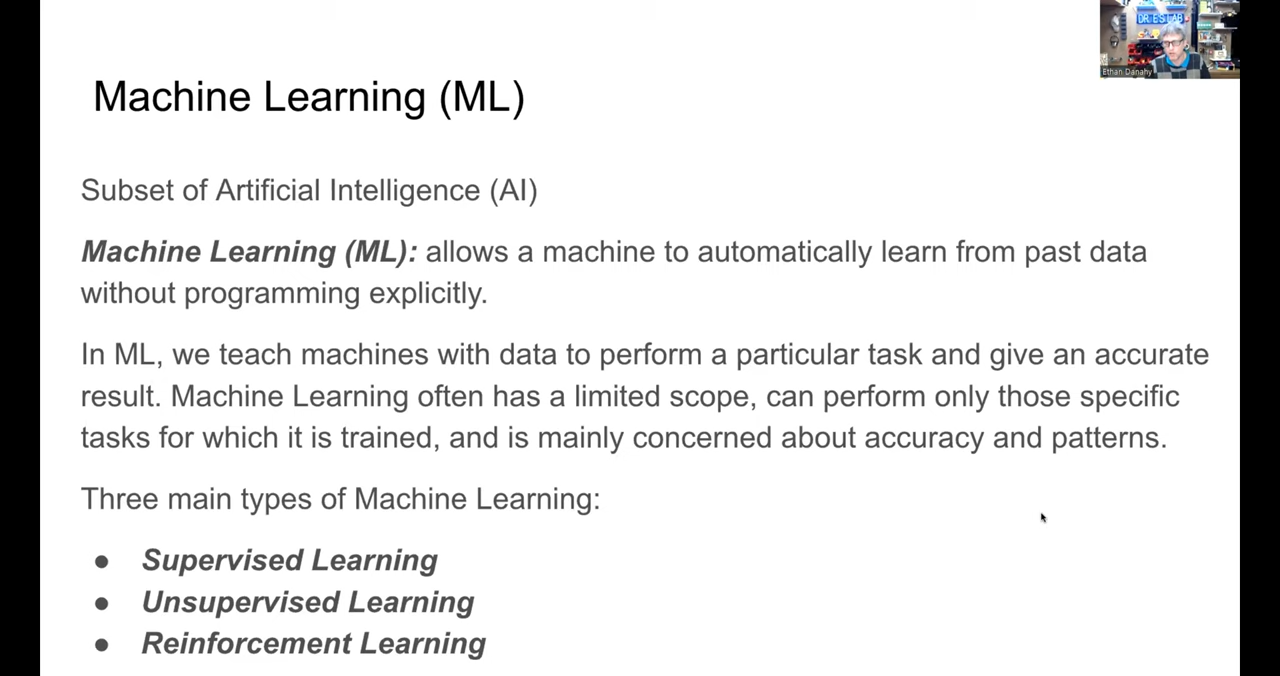 DR. E'S LAB
Ethan Danahy
Machine Learning (ML)
Subset of Artificial Intelligence (AI)
Machine Learning (ML): allows a machine to automatically learn from past data
without programming explicitly.
In ML, we teach machines with data to perform a particular task and give an accurate
result. Machine Learning often has a limited scope, can perform only those specific
tasks for which it is trained, and is mainly concerned about accuracy and patterns.
Three main types of Machine Learning:
● Supervised Learning
● Unsupervised Learning
● Reinforcement Learning